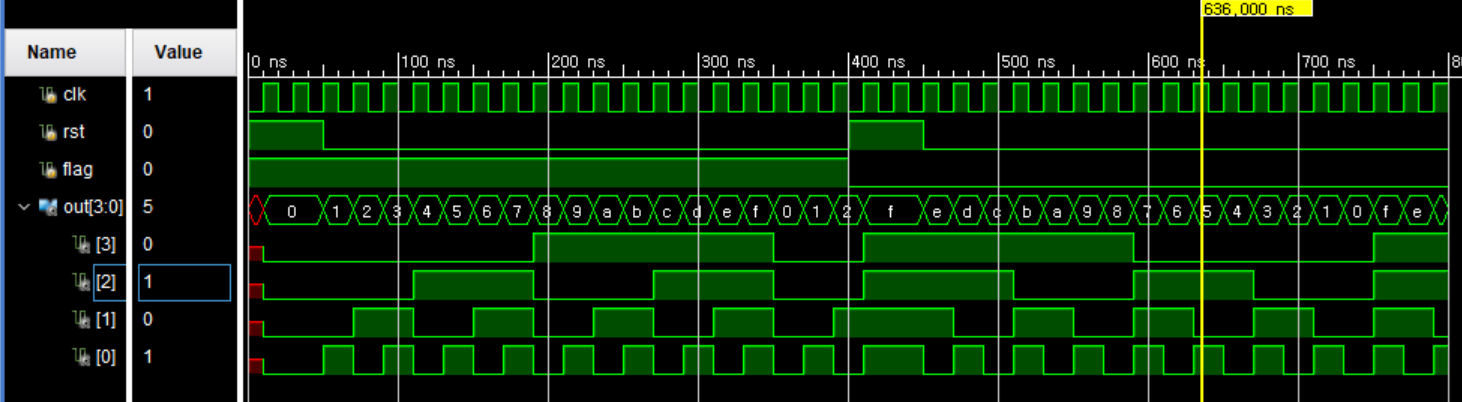 636,000 ns
Name Value
0 ns 100 ns 200 ns 300 ns 400 ns 500 ns 600 ns 700 ns
clk 1
rst 0
flag 0
out[3:0] 5 0 1 2 3 4 5 6 7 8 9 a b c d e f 0 1 2 f e d c b a 9 8 7 6 5 4 3 2 1 0 f e
[3] 0
[2] 1
[1] 0
[0] 1